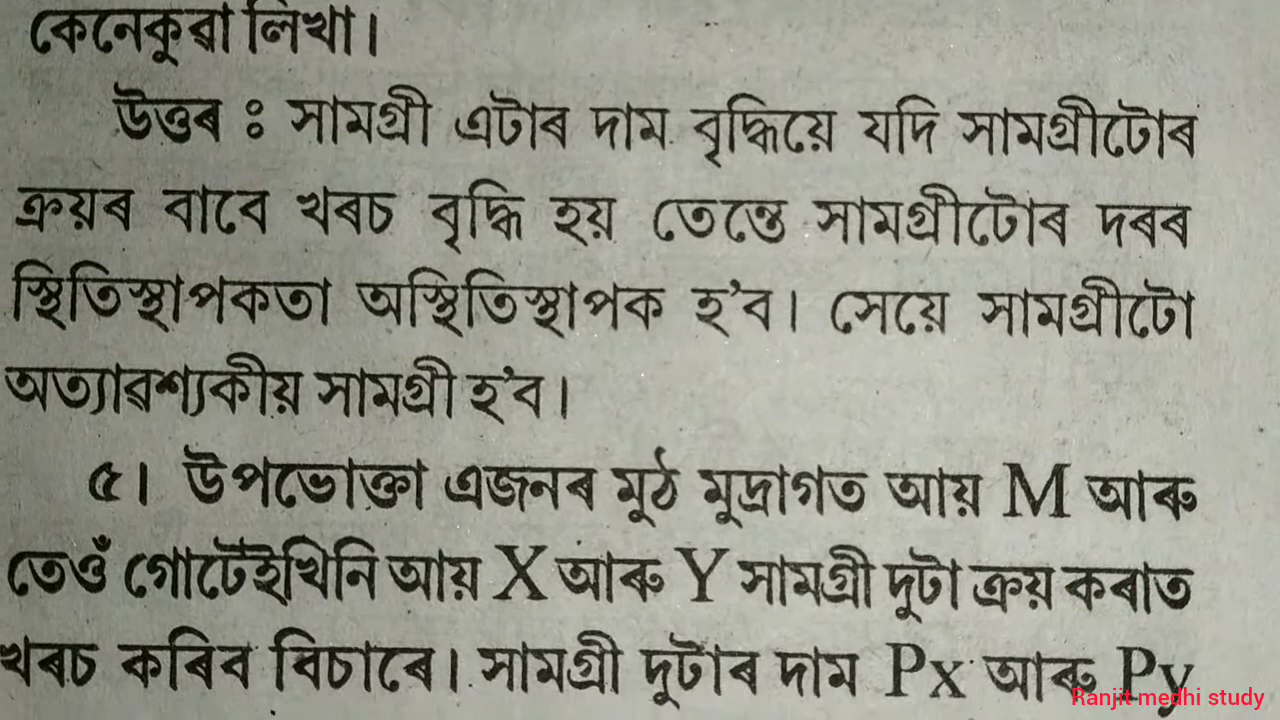 কেনেকুৱা লিখা।
উত্তৰ ঃ সামগ্ৰী এটাৰ দাম বৃদ্ধিয়ে যদি সামগ্ৰীটোৰ
ক্ৰয়ৰ বাবে খৰচ বৃদ্ধি হয় তেন্তে সামগ্ৰীটোৰ দৰৰ
স্থিতিস্থাপকতা অস্থিতিস্থাপক হ'ব। সেয়ে সামগ্ৰীটো
অত্যাৱশ্যকীয় সামগ্ৰী হ'ব।
৫। উপভোক্তা এজনৰ মুঠ মুদ্ৰাগত আয় M আৰু
তেওঁ গোটেইখিনি আয় X আৰু Y সামগ্ৰী দুটা ক্ৰয় কৰাত
খৰচ কৰিব বিচাৰে। সামগ্ৰী দুটাৰ দাম Px আৰু Py
Ranjit medhi study